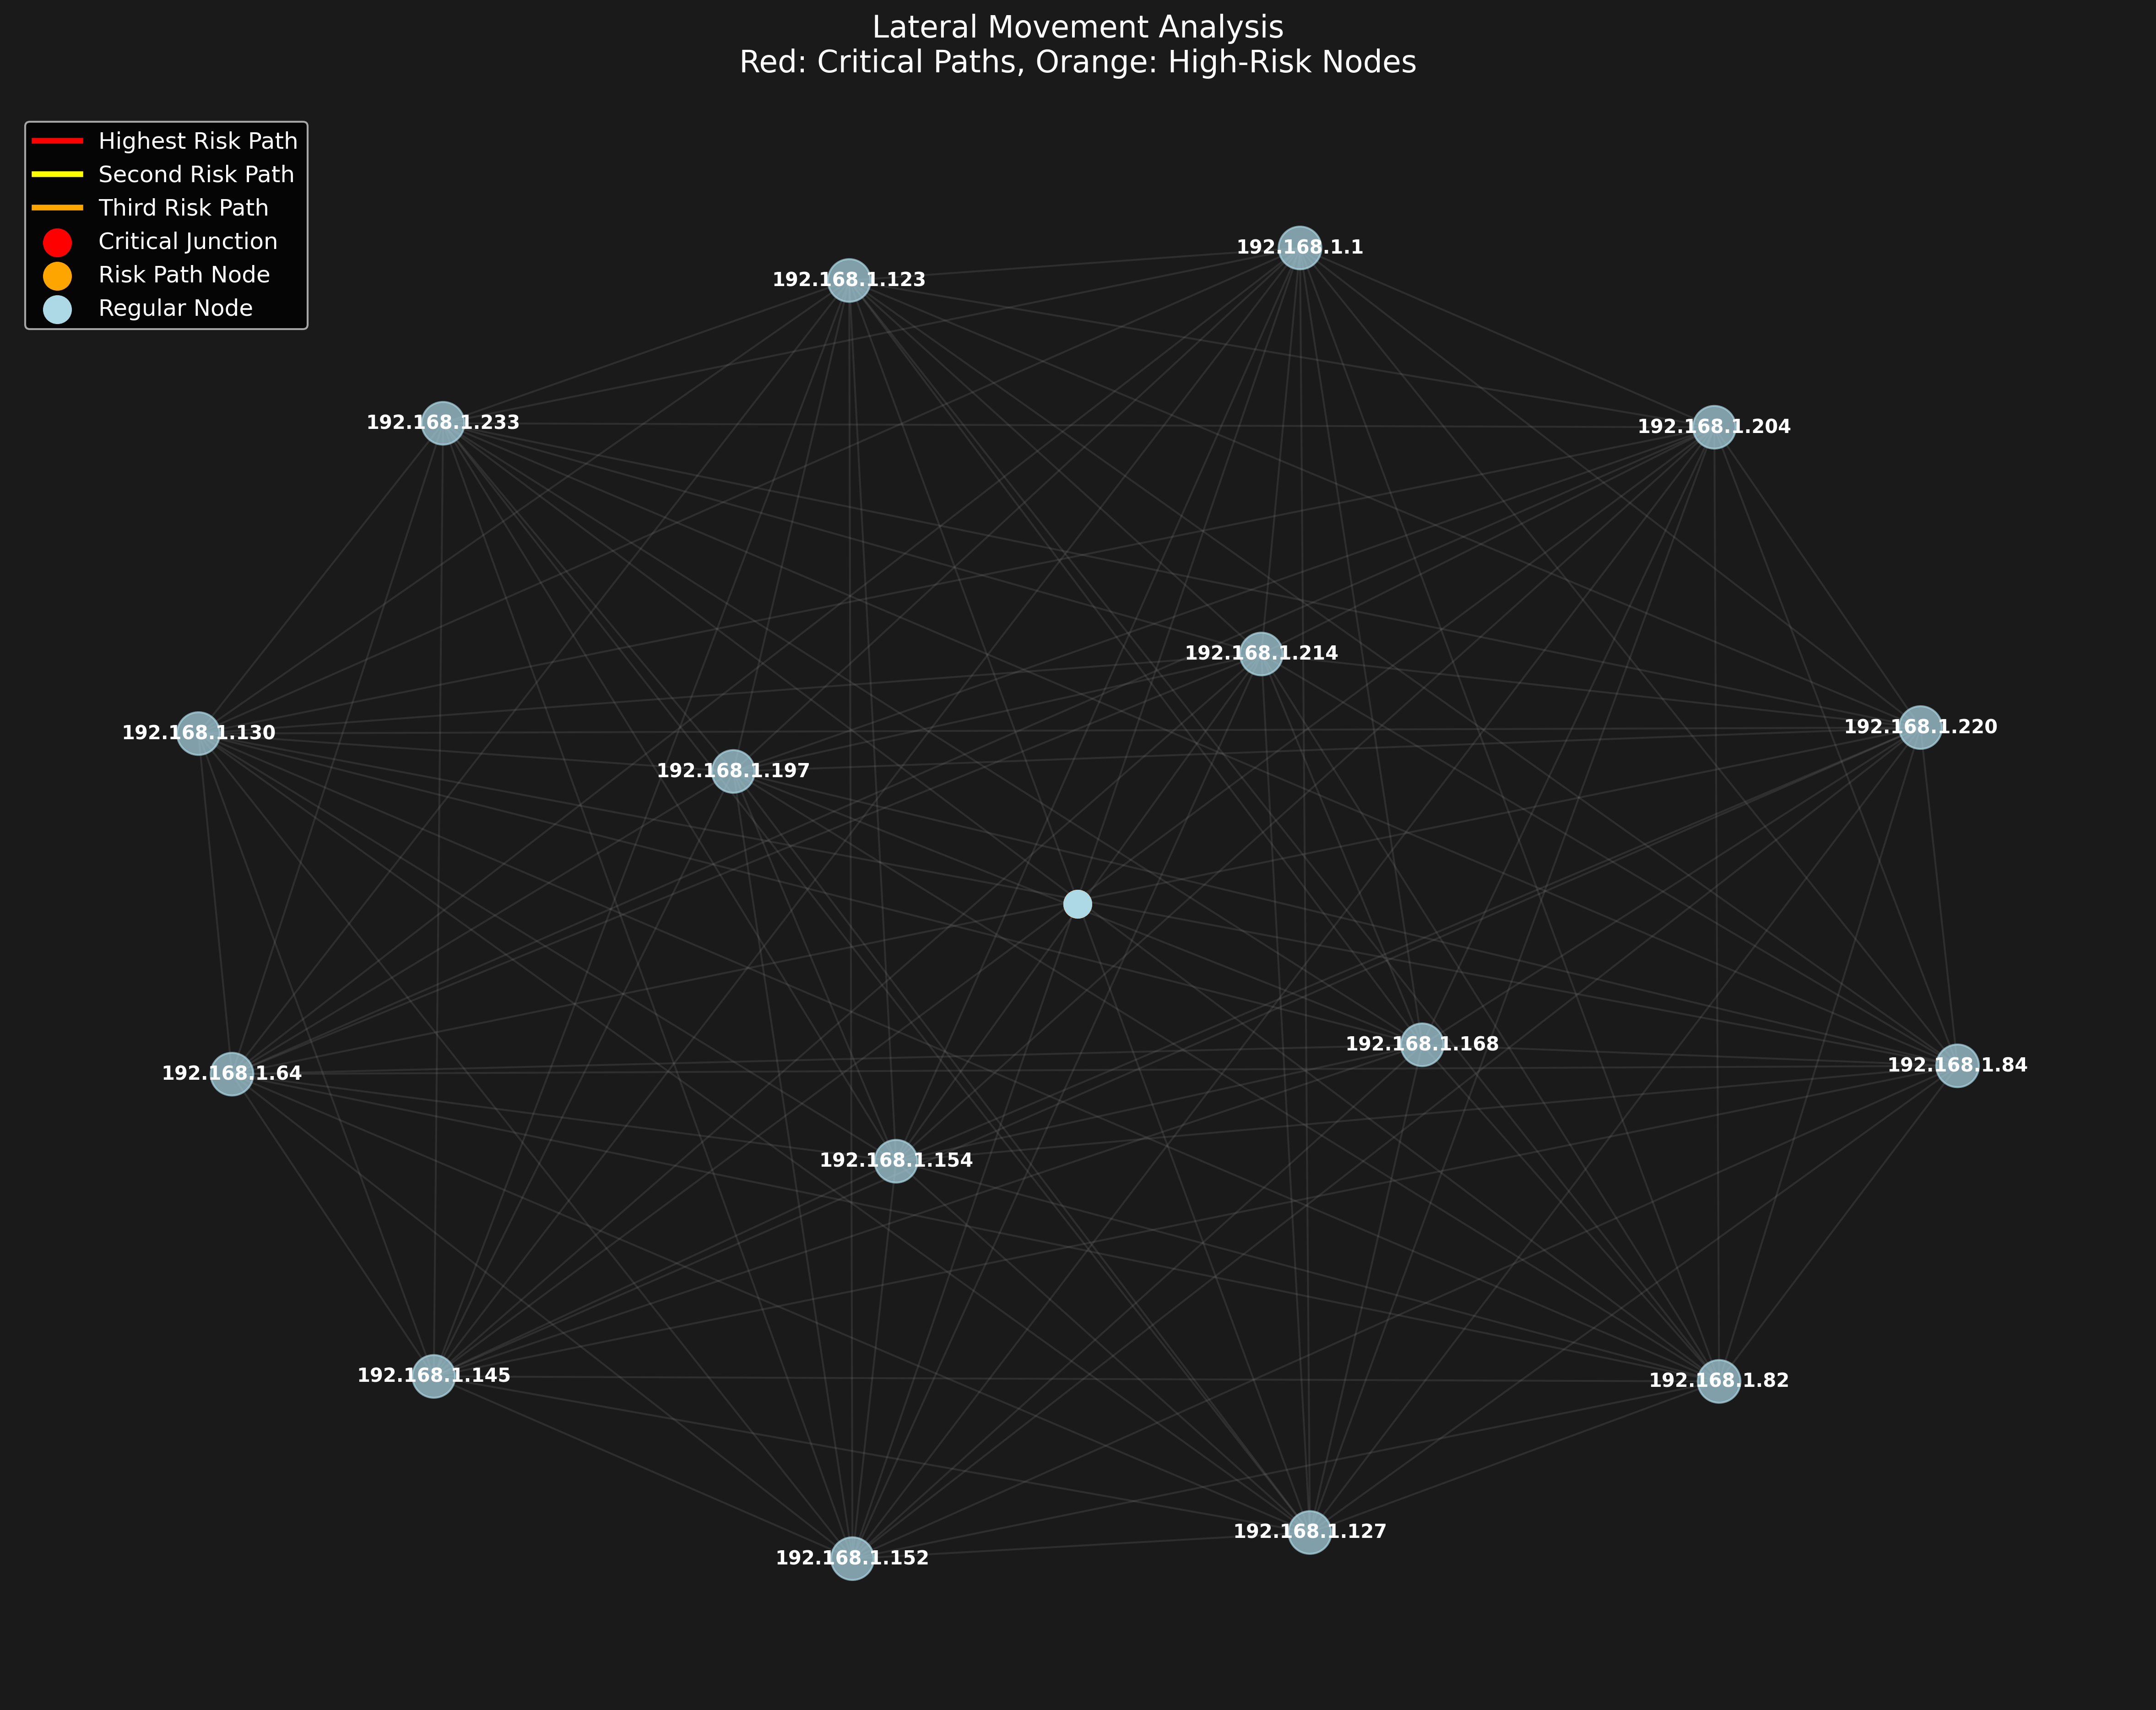 Lateral Movement Analysis
Red: Critical Paths, Orange: High-Risk Nodes
Highest Risk Path
Second Risk Path
Third Risk Path
Critical Junction
Risk Path Node
Regular Node
192.168.1.1
192.168.1.123
192.168.1.233
192.168.1.204
192.168.1.214
192.168.1.220
192.168.1.130
192.168.1.197
192.168.1.168
192.168.1.84
192.168.1.64
192.168.1.154
192.168.1.145
192.168.1.82
192.168.1.127
192.168.1.152